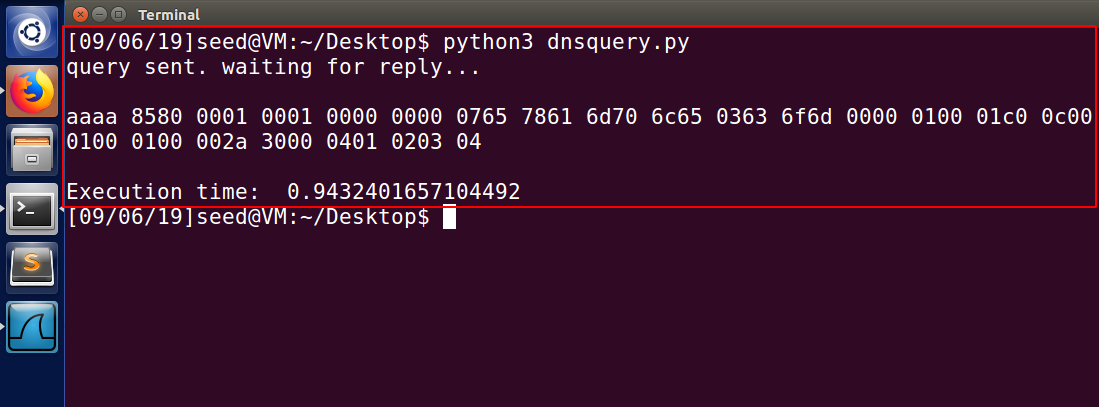 Terminal
[09/06/19]seed@VM:~/Desktop$ python3 dnsquery.py
query sent. waiting for reply...
aaaa 8580 0001 0001 0000 0000 0765 7861 6d70 6c65 0363 6f6d 0000 0100 01c0 0c00
0100 0100 002a 3000 0401 0203 04
Execution time:  0.9432401657104492
[09/06/19]seed@VM:~/Desktop$